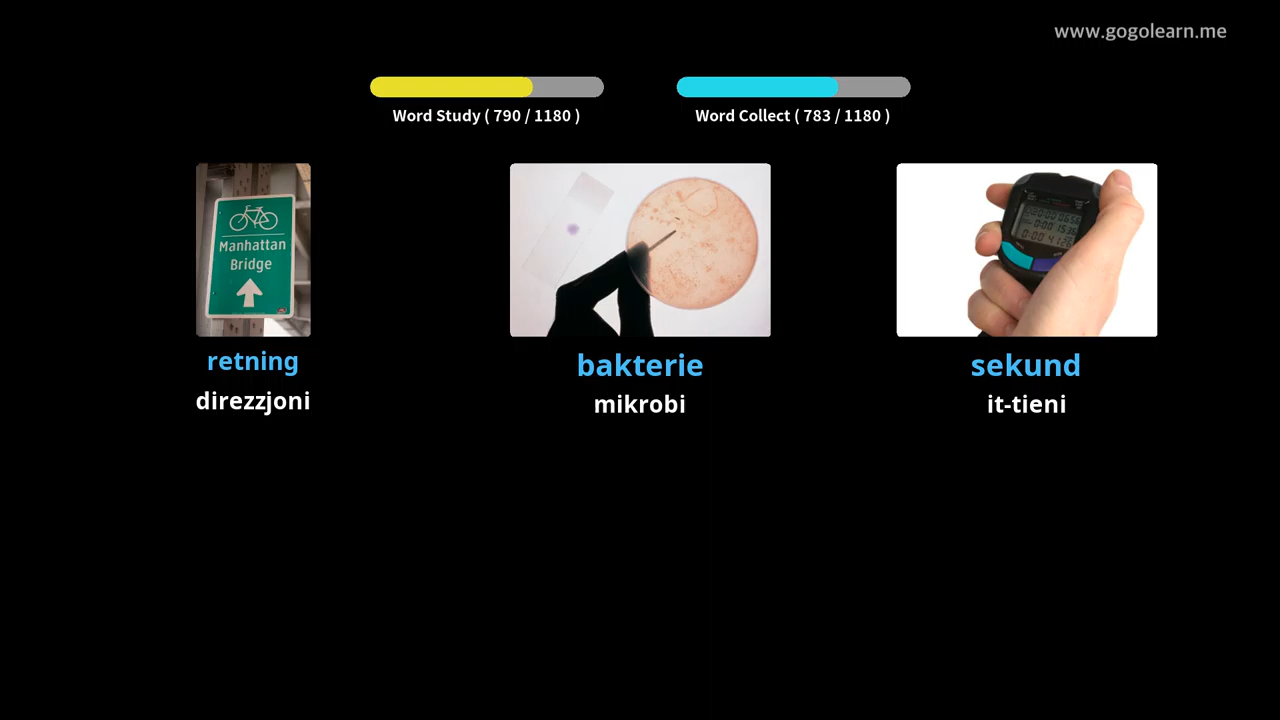 www.gogolearn.me
Word Study ( 790 / 1180 )
Word Collect ( 783 / 1180 )
Manhattan
Bridge
retning
direzzjoni
bakterie
mikrobi
sekund
it-tieni